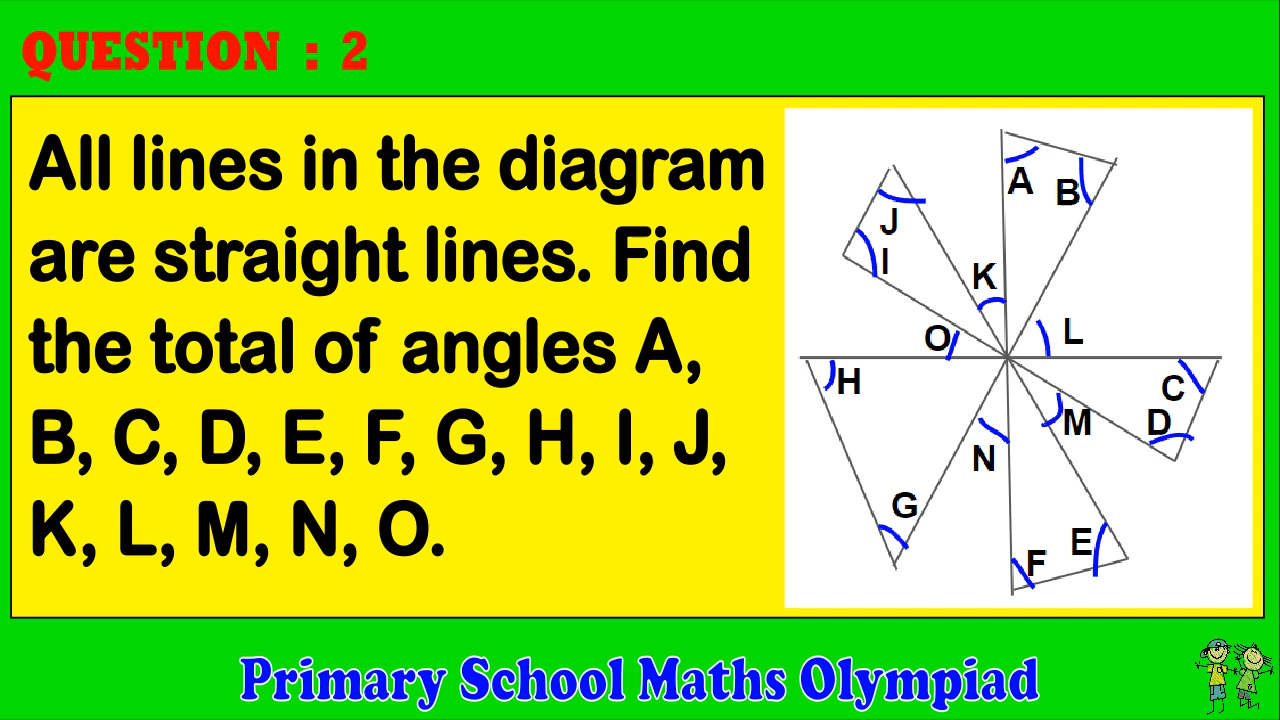 QUESTION : 2
All lines in the diagram
are straight lines. Find
the total of angles A,
B, C, D, E, F, G, H, I, J,
K, L, M, N, O.
A
B
J
I
K
O
L
H
C
M
D
N
G
E
F
Primary School Maths Olympiad